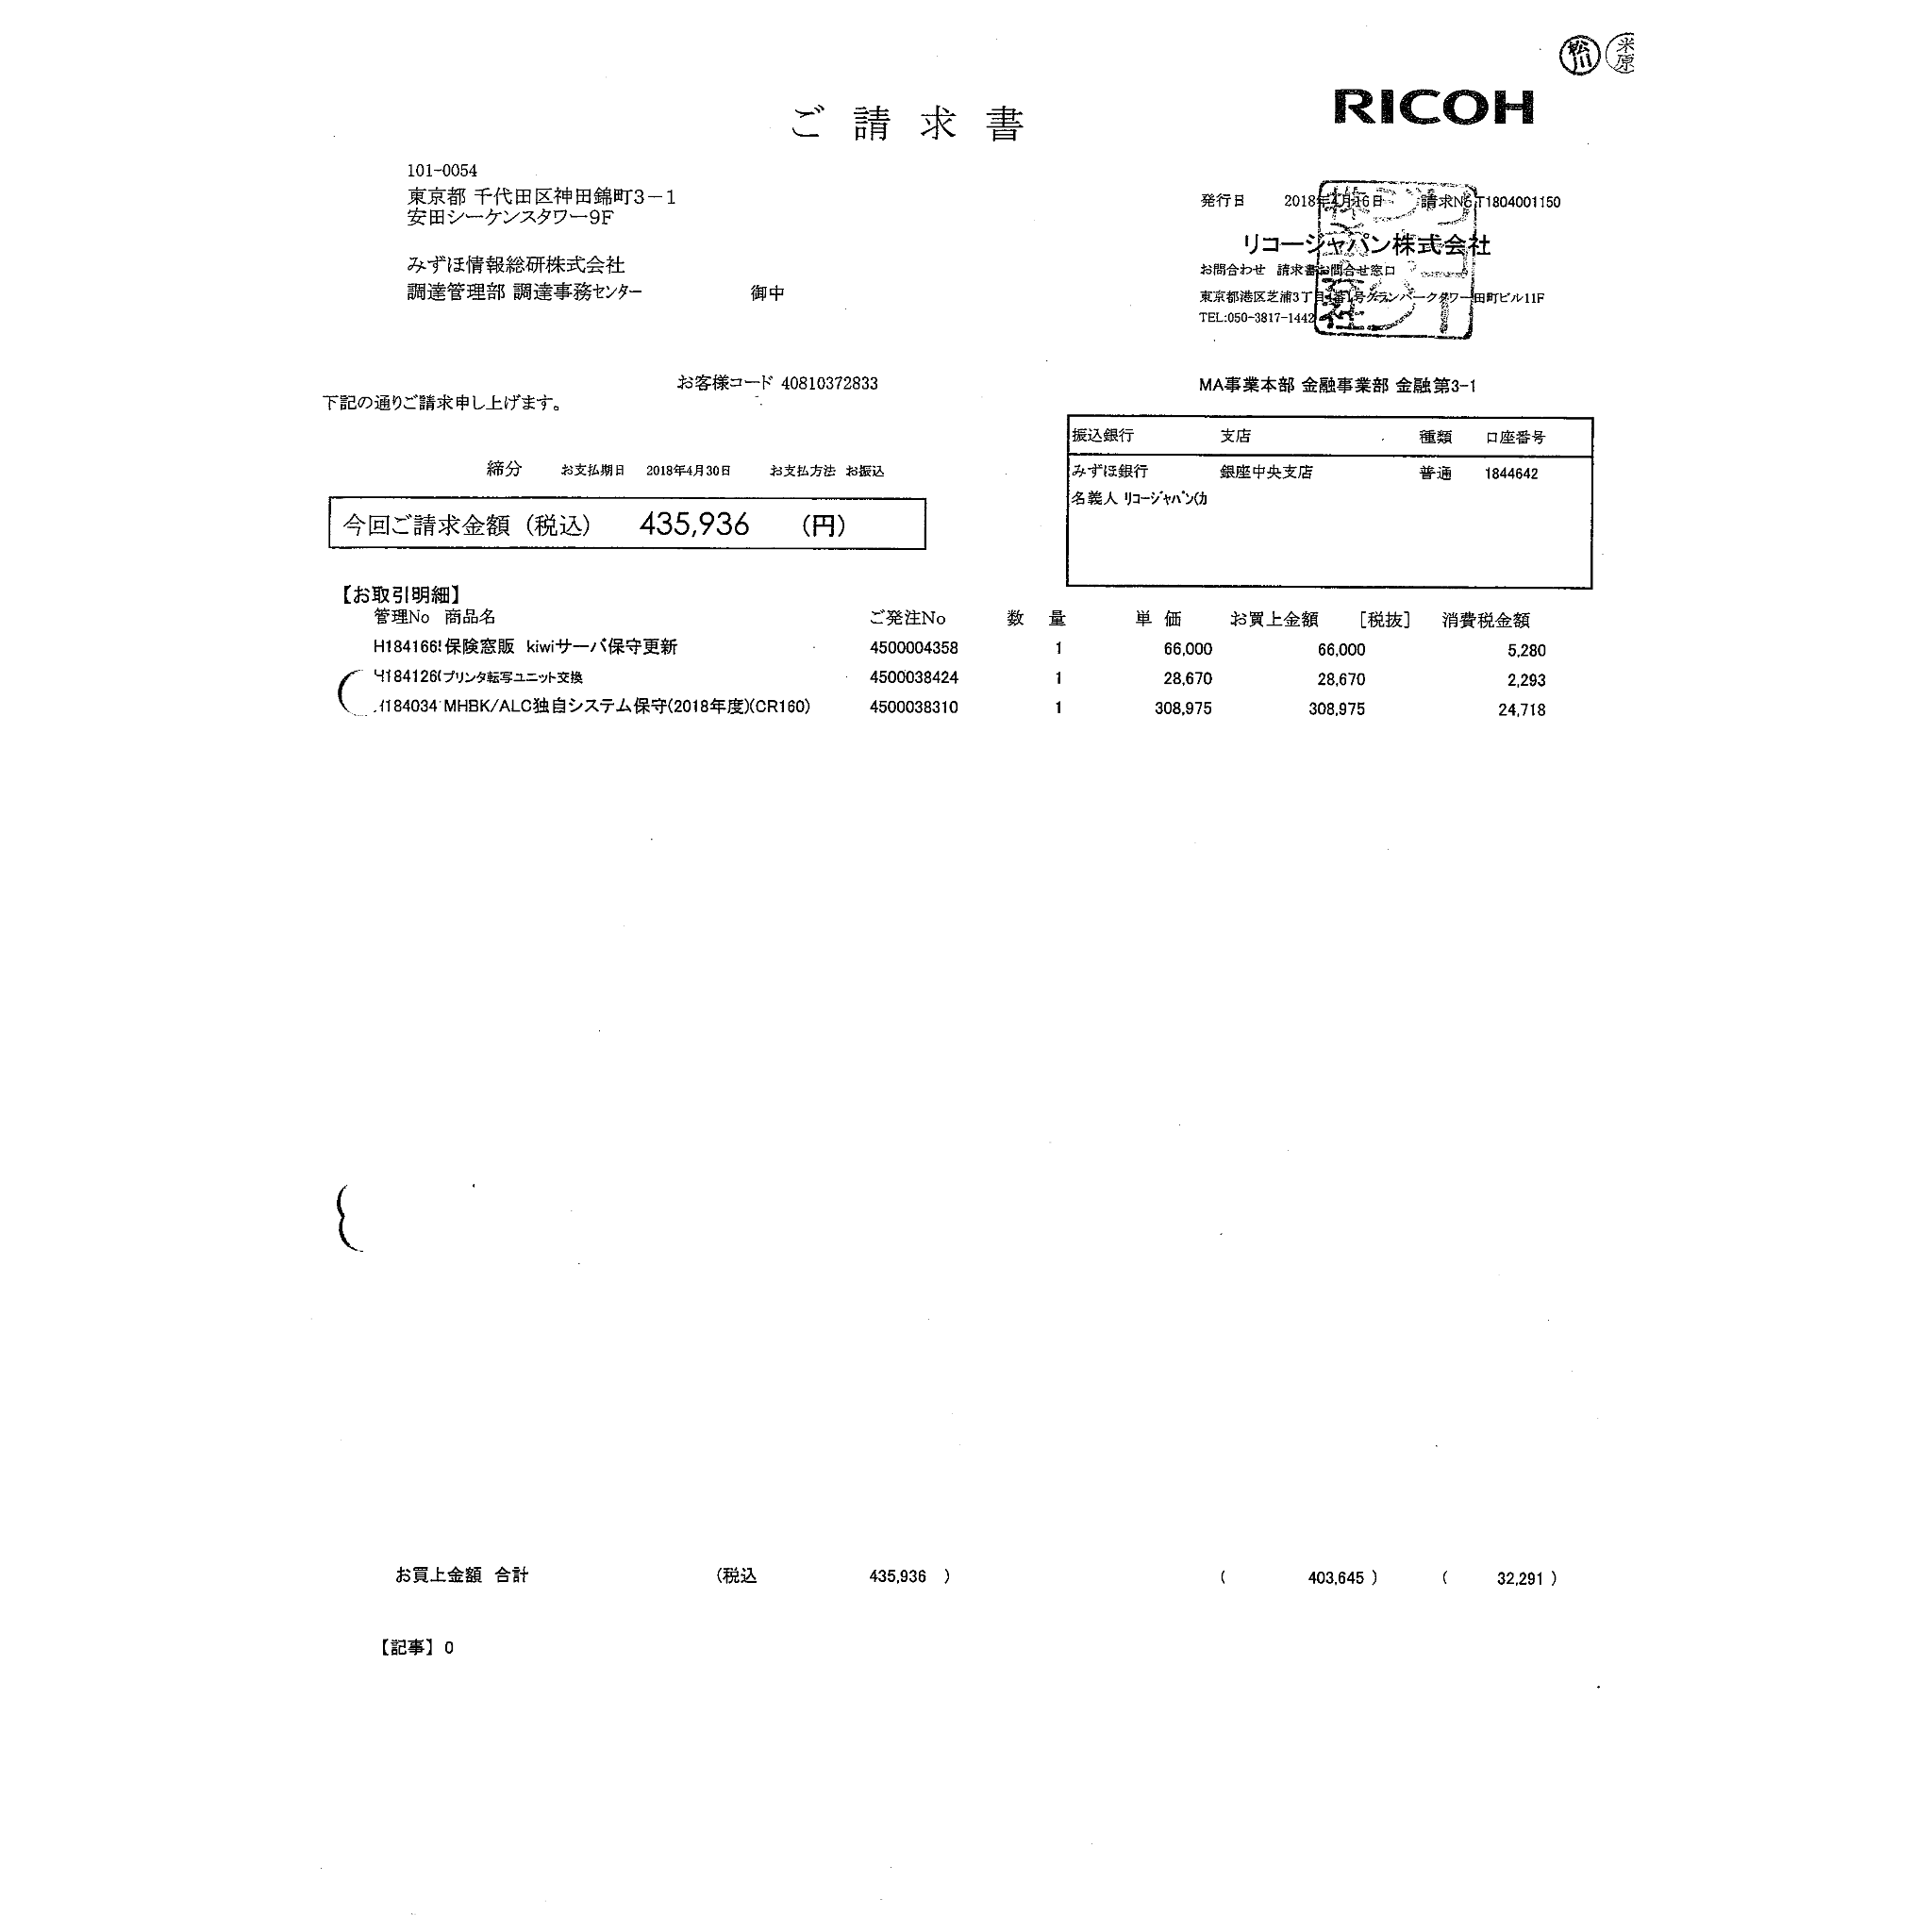 松川 米原
RICOH
ご請求書
101-0054
東京都 千代田区神田錦町3-1
安田シーケンスタワー9F
みずほ情報総研株式会社
調達管理部 調達事務センター 御中
発行日 2018年4月16日 請求No T1804001150
リコージャパン株式会社
お問合わせ 請求書お問合せ窓口
東京都港区芝浦3丁目4番1号グランパークタワー田町ビル11F
TEL:050-3817-1442
お客様コード 40810372833
下記の通りご請求申し上げます。
MA事業本部 金融事業部 金融第3-1
振込銀行 支店 種類 口座番号
みずほ銀行 銀座中央支店 普通 1844642
名義人 リコージャパン(カ
締分 お支払期日 2018年4月30日 お支払方法 お振込
今回ご請求金額(税込) 435,936 (円)
【お取引明細】
管理No 商品名 ご発注No 数量 単価 お買上金額 [税抜] 消費税金額
H184166 保険窓販 kiwiサーバ保守更新 4500004358 1 66,000 66,000 5,280
H184126 プリンタ転写ユニット交換 4500038424 1 28,670 28,670 2,293
184034 MHBK/ALC独自システム保守(2018年度)(CR160) 4500038310 1 308,975 308,975 24,718
お買上金額 合計 (税込 435,936 ) ( 403,645 ) ( 32,291 )
【記事】 0